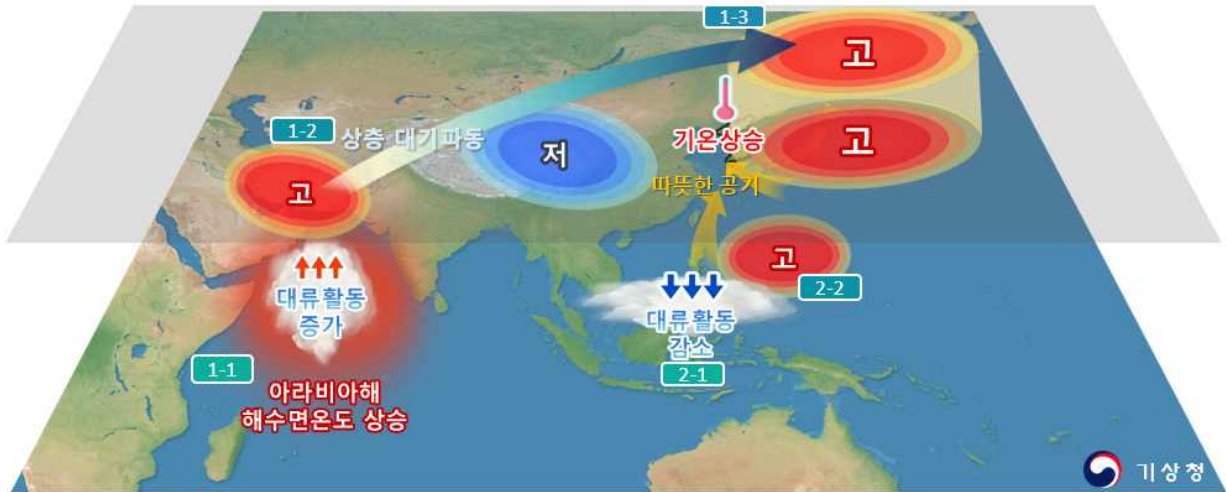 1-3
고
1-2
상층 대기파동
저
기온상승
고
고
따뜻한 공기
고
2-2
대류활동
증가
대류활동
감소
1-1
2-1
아라비아해
해수면온도 상승
기상청